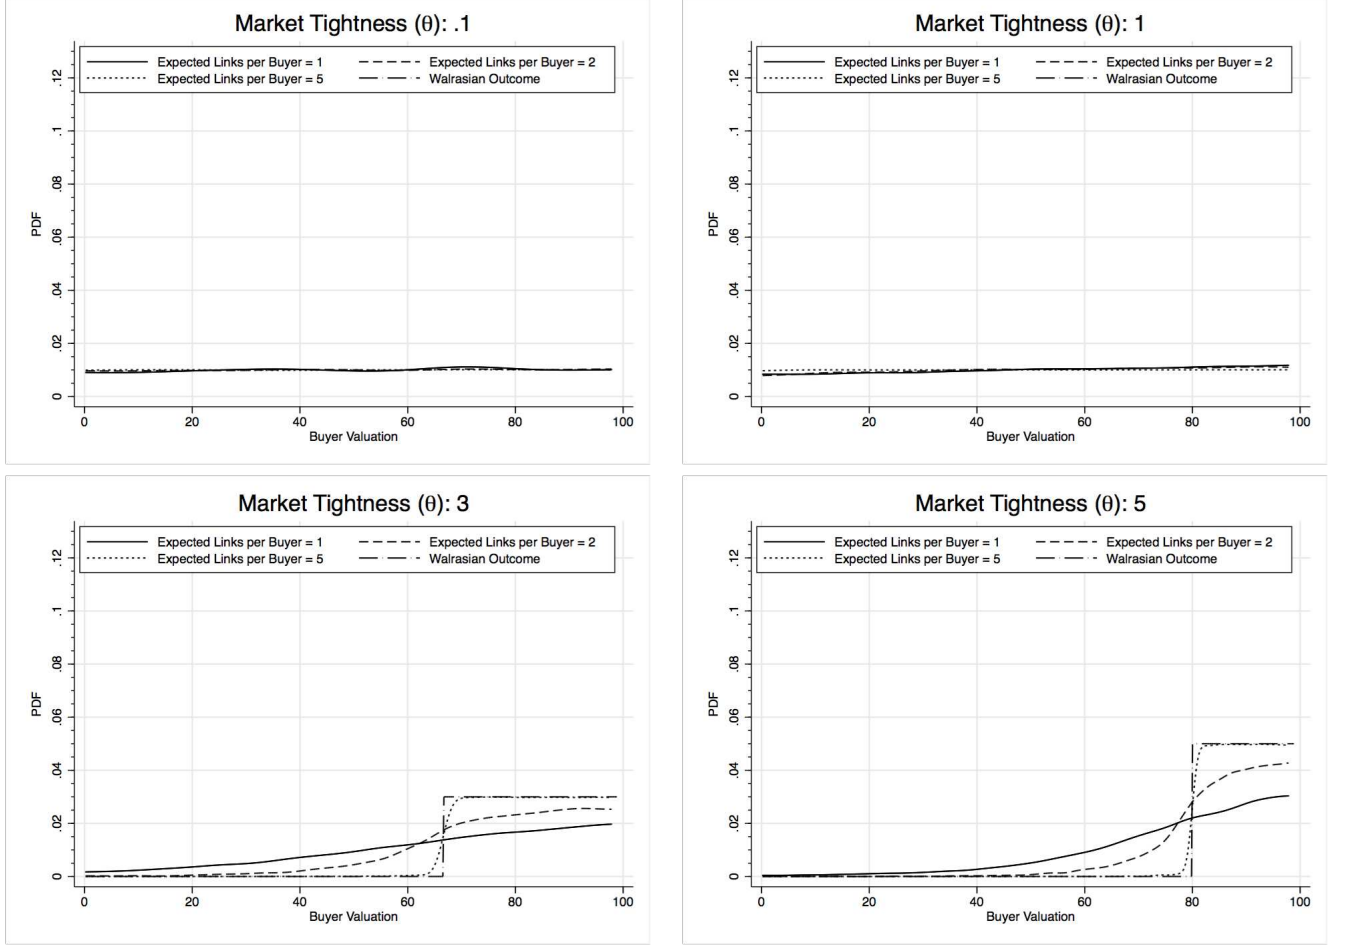 Market Tightness (θ): .1
Expected Links per Buyer = 1 Expected Links per Buyer = 2
Expected Links per Buyer = 5 Walrasian Outcome
.12
.1
.08
.06
.04
.02
0
PDF
0 20 40 60 80 100
Buyer Valuation
Market Tightness (θ): 1
Expected Links per Buyer = 1 Expected Links per Buyer = 2
Expected Links per Buyer = 5 Walrasian Outcome
.12
.1
.08
.06
.04
.02
0
PDF
0 20 40 60 80 100
Buyer Valuation
Market Tightness (θ): 3
Expected Links per Buyer = 1 Expected Links per Buyer = 2
Expected Links per Buyer = 5 Walrasian Outcome
.12
.1
.08
.06
.04
.02
0
PDF
0 20 40 60 80 100
Buyer Valuation
Market Tightness (θ): 5
Expected Links per Buyer = 1 Expected Links per Buyer = 2
Expected Links per Buyer = 5 Walrasian Outcome
.12
.1
.08
.06
.04
.02
0
PDF
0 20 40 60 80 100
Buyer Valuation